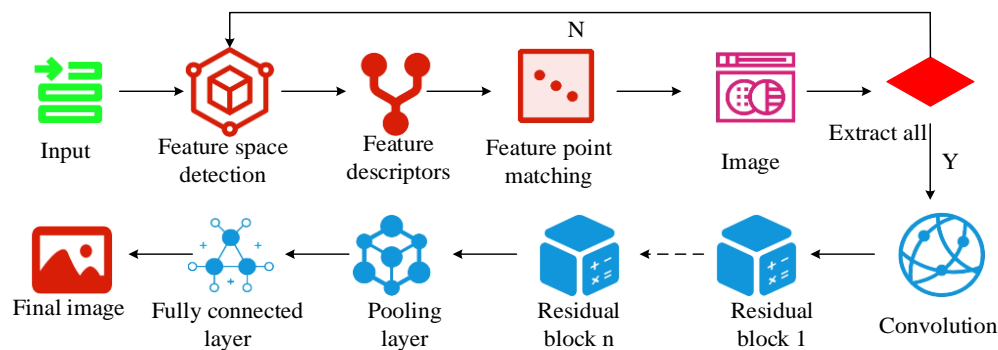 N
Input
Feature space
detection
Feature
descriptors
Feature point
matching
Image
Extract all
Y
Final image
Fully connected
layer
Pooling
layer
Residual
block n
Residual
block 1
Convolution